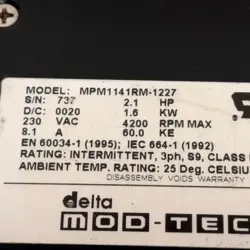 MODEL: MPM1141RM-1227
S/N: 737 2.1 HP
D/C: 0020 1.6 KW
230 VAC 4200 RPM MAX
8.1 A 60.0 KE
EN 60034-1 (1995); IEC 664-1 (1992)
RATING: INTERMITTENT, 3ph, S9, CLASS
AMBIENT TEMP. RATING: 25 Deg. CELSIU
DISASSEMBLY VOIDS WARRANTY
delta
MOD-TEC